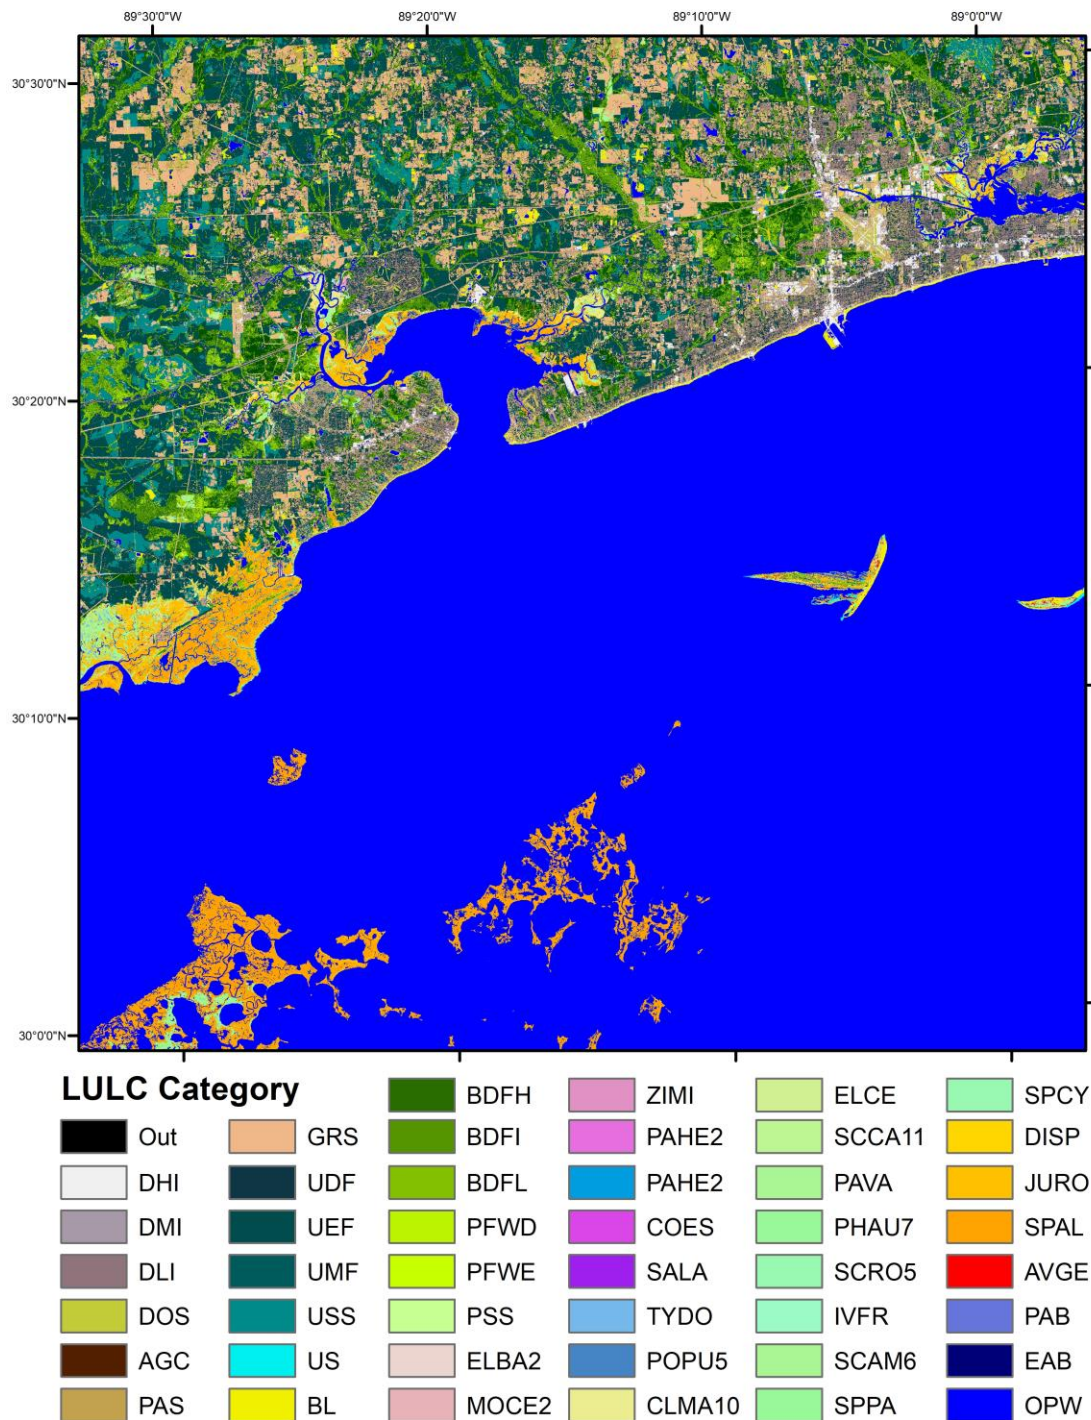 89°30'0"W 89°20'0"W 89°10'0"W 89°0'0"W
30°30'0"N
30°20'0"N
30°10'0"N
30°0'0"N
LULC Category
Out
DHI
DMI
DLI
DOS
AGC
PAS
GRS
UDF
UEF
UMF
USS
US
BL
BDFH
BDFI
BDFL
PFWD
PFWE
PSS
ELBA2
MOCE2
ZIMI
PAHE2
PAHE2
COES
SALA
TYDO
POPU5
CLMA10
ELCE
SCCA11
PAVA
PHAU7
SCRO5
IVFR
SCAM6
SPPA
SPCY
DISP
JURO
SPAL
AVGE
PAB
EAB
OPW